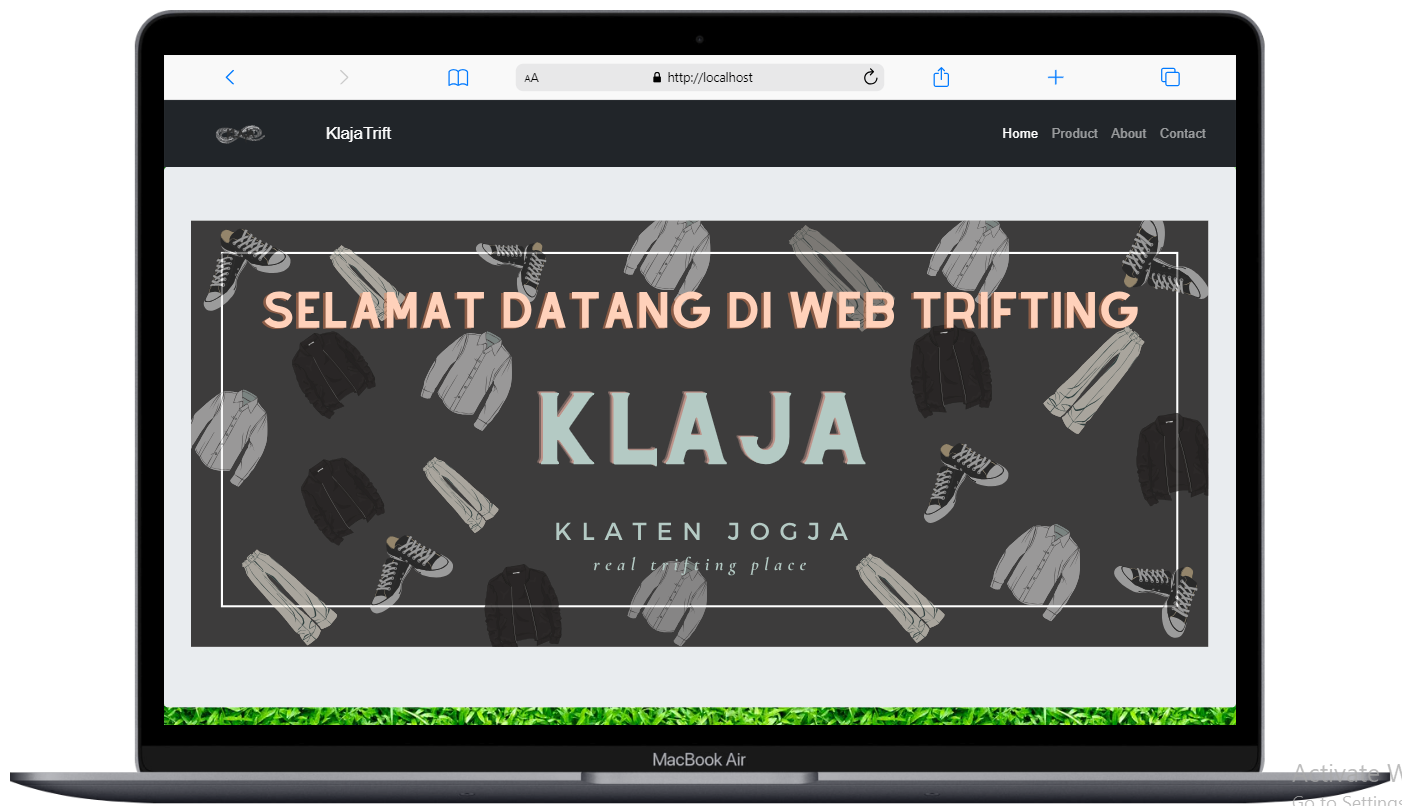 AA http://localhost
KlajaTrift Home Product About Contact
SELAMAT DATANG DI WEB TRIFTING
KLAJA
KLATEN JOGJA
real trifting place
MacBook Air
Activate W
Go to Settings